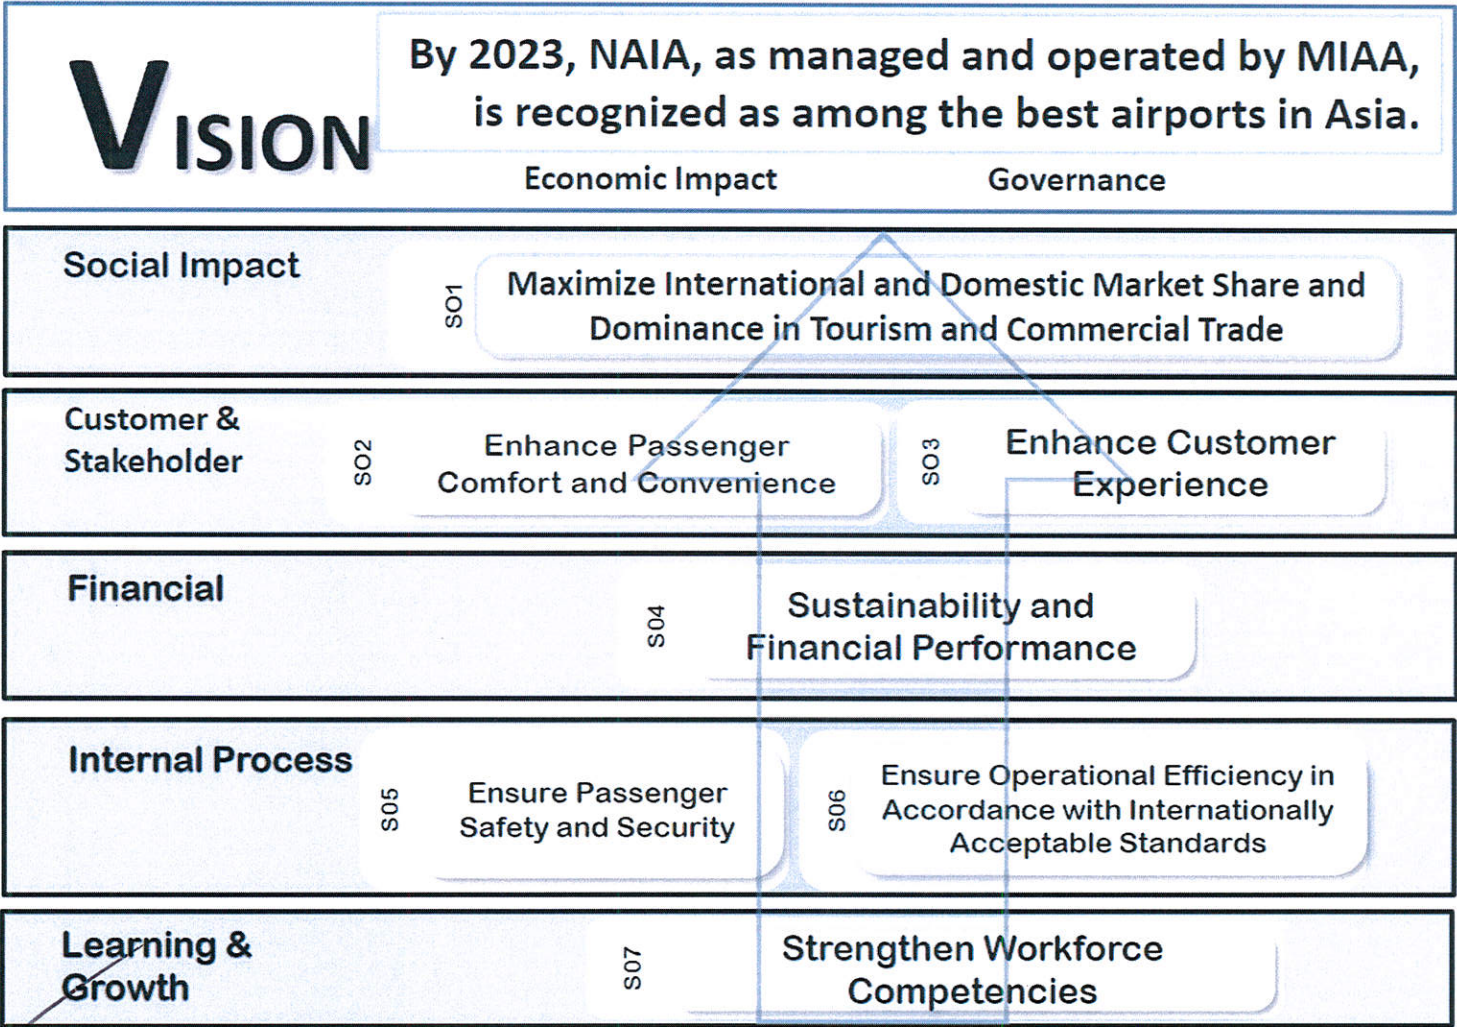 VISION
By 2023, NAIA, as managed and operated by MIAA,
is recognized as among the best airports in Asia.
Economic Impact
Governance
Social Impact
SO1
Maximize International and Domestic Market Share and
Dominance in Tourism and Commercial Trade
Customer &
Stakeholder
SO2
Enhance Passenger
Comfort and Convenience
SO3
Enhance Customer
Experience
Financial
SO4
Sustainability and
Financial Performance
Internal Process
SO5
Ensure Passenger
Safety and Security
SO6
Ensure Operational Efficiency in
Accordance with Internationally
Acceptable Standards
Learning &
Growth
SO7
Strengthen Workforce
Competencies